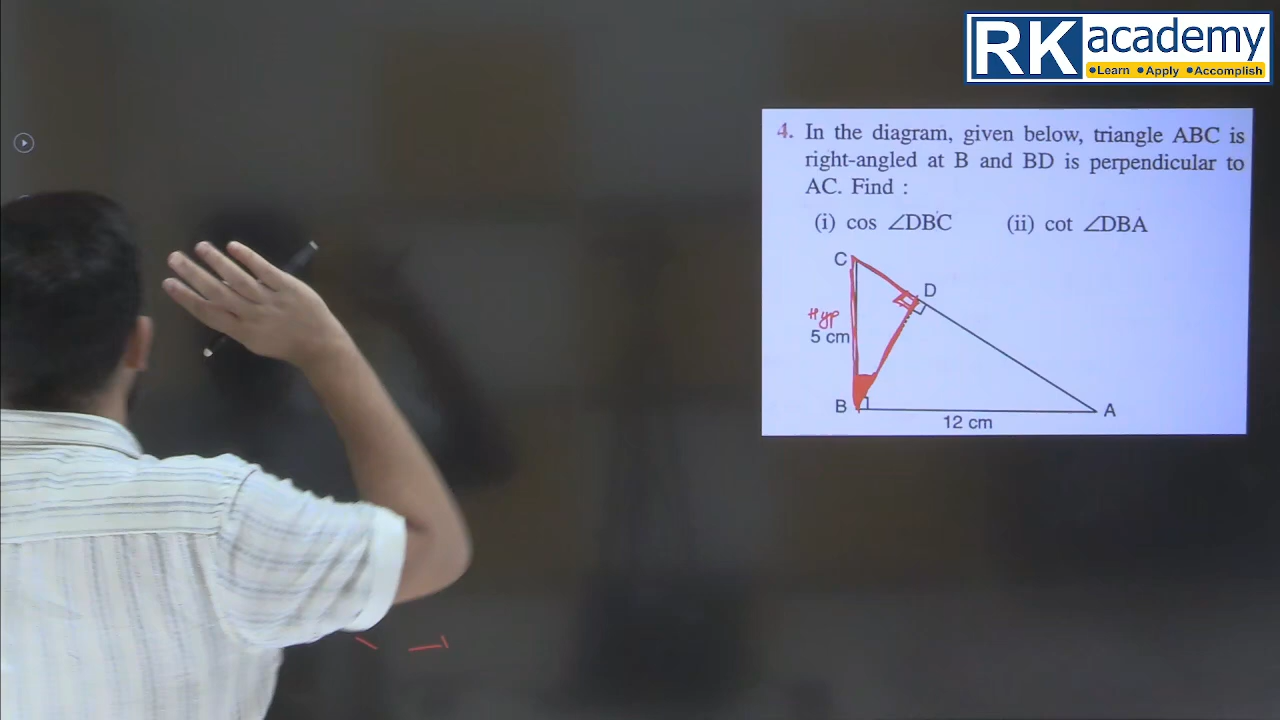 RK academy
•Learn •Apply •Accomplish
4. In the diagram, given below, triangle ABC is
right-angled at B and BD is perpendicular to
AC. Find :
(i) cos ∠DBC (ii) cot ∠DBA
C
D
Hyp
5 cm
B
A
12 cm